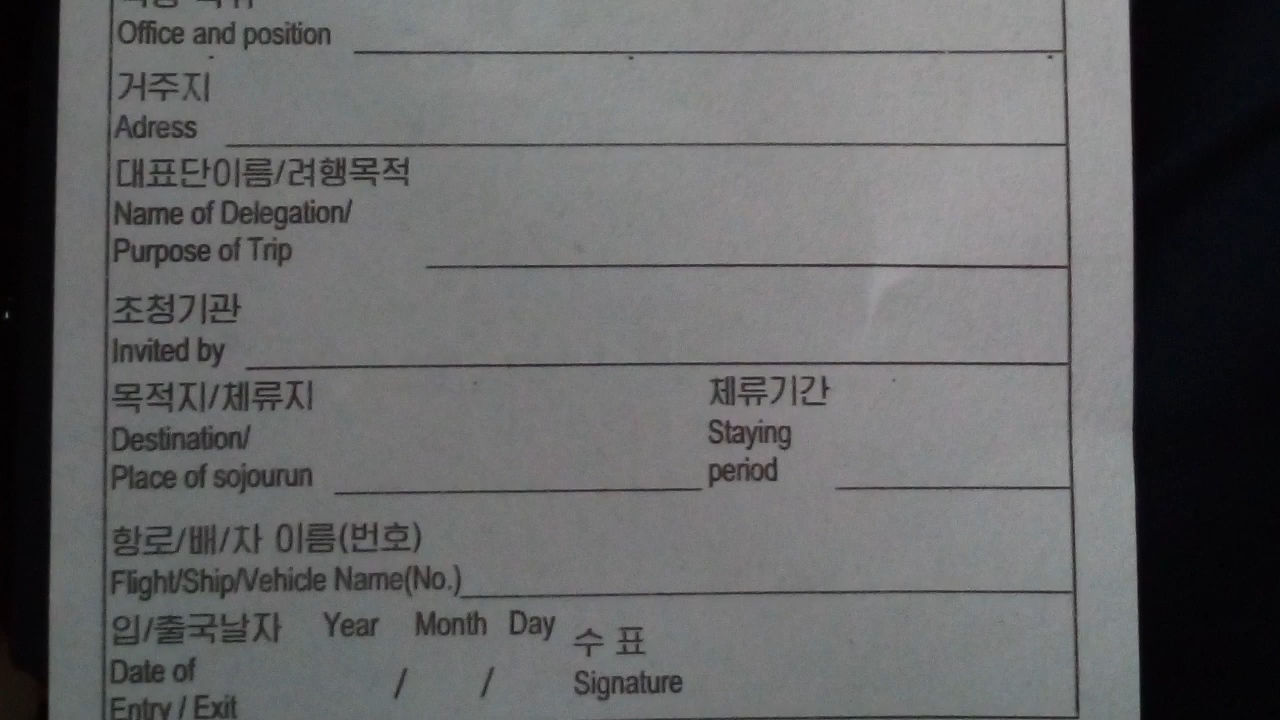 Office and position
거주지
Adress
대표단이름/려행목적
Name of Delegation/
Purpose of Trip
초청기관
Invited by
목적지/체류지
Destination/
Place of sojourun
체류기간
Staying
period
항로/배/차 이름(번호)
Flight/Ship/Vehicle Name(No.)
입/출국날자 Year Month Day
Date of / /
Entry / Exit
수 표
Signature